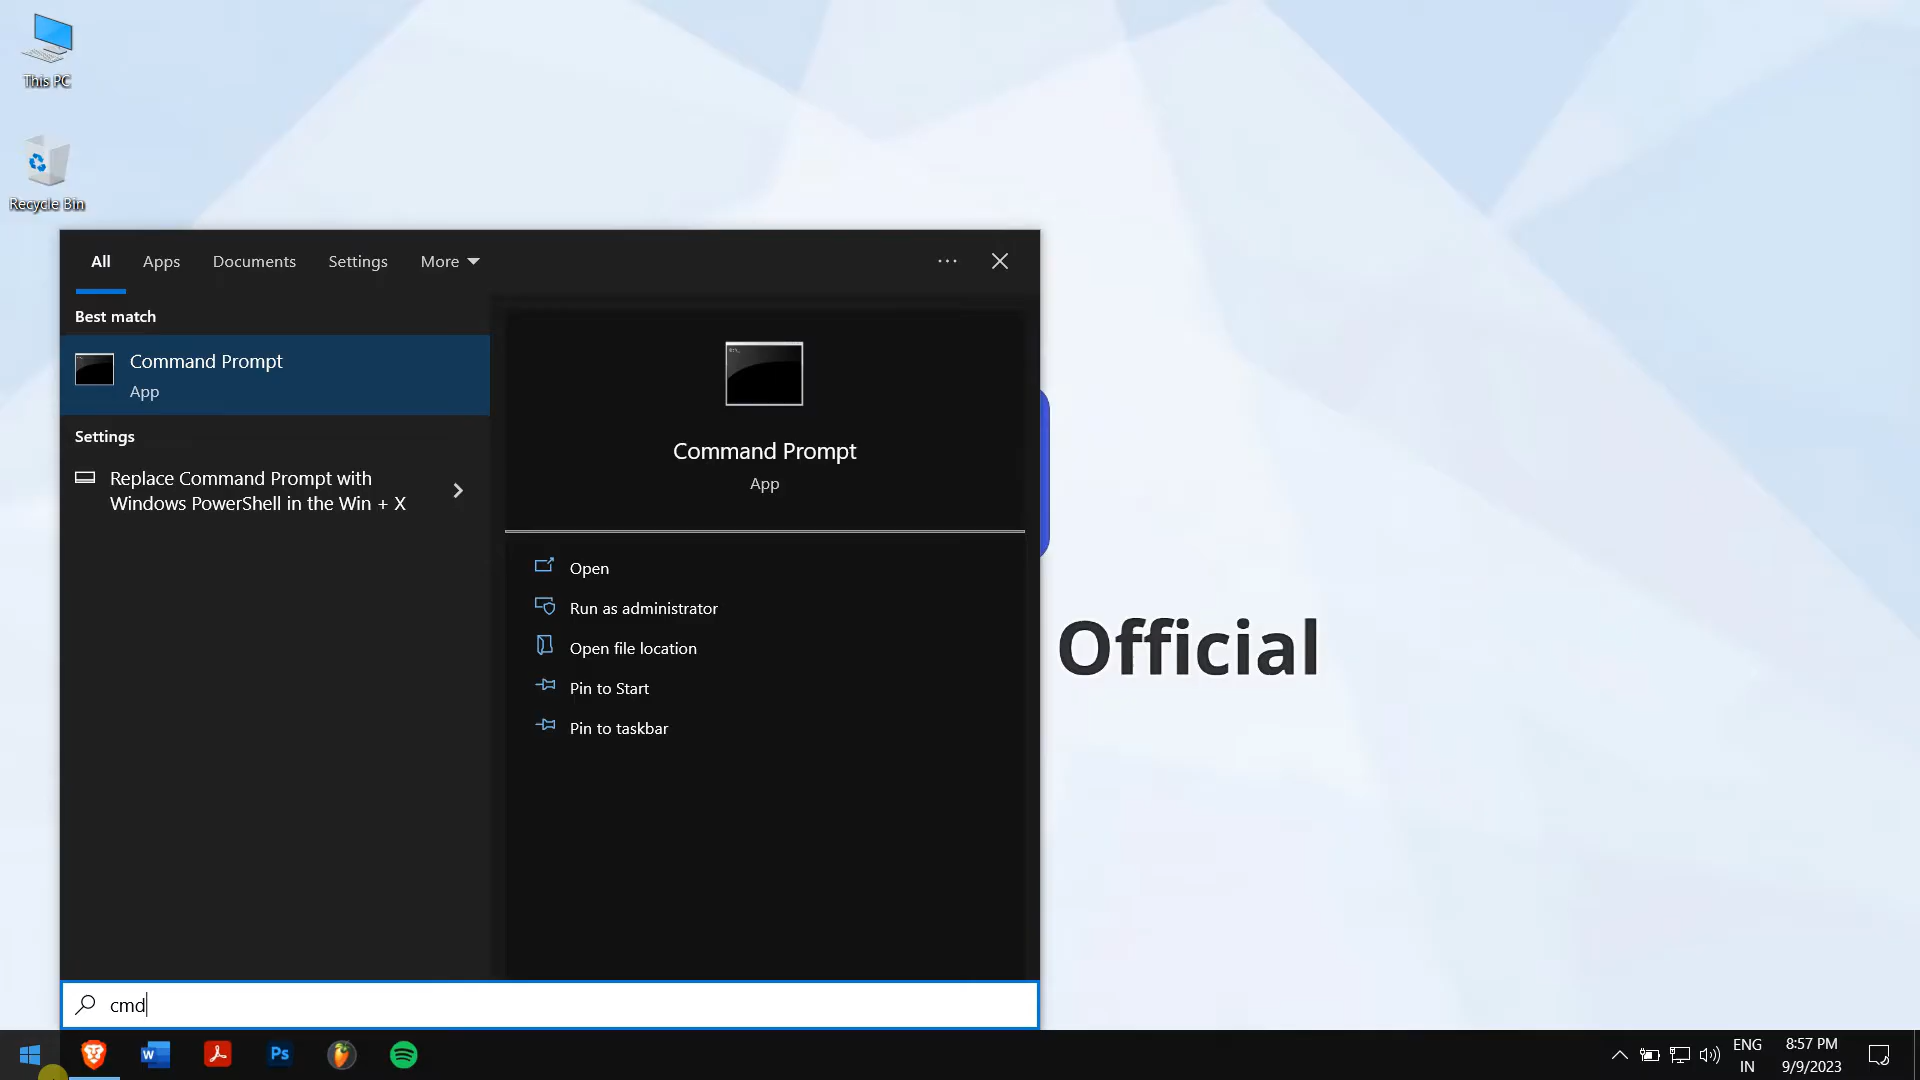 This PC
Recycle Bin
All Apps Documents Settings More
Best match
Command Prompt
App
Settings
Replace Command Prompt with
Windows PowerShell in the Win + X
Command Prompt
App
Open
Run as administrator
Open file location
Pin to Start
Pin to taskbar
Official
cmd
W
Ps
ENG
IN
8:57 PM
9/9/2023